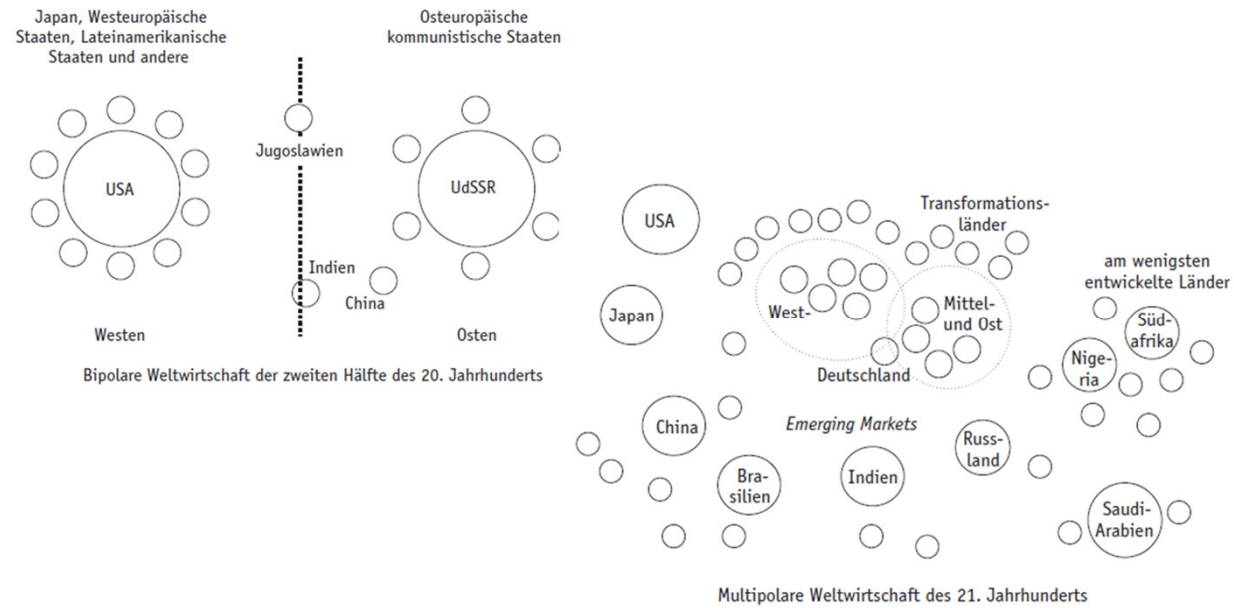 Japan, Westeuropäische
Staaten, Lateinamerikanische
Staaten und andere
Osteuropäische
kommunistische Staaten
USA
Jugoslawien
UdSSR
Indien
China
Westen
Osten
Bipolare Weltwirtschaft der zweiten Hälfte des 20. Jahrhunderts
USA
Transformations-
länder
am wenigsten
entwickelte Länder
Japan
West-
Mittel-
und Ost
Süd-
afrika
Nige-
ria
Deutschland
China
Emerging Markets
Russ-
land
Bra-
silien
Indien
Saudi-
Arabien
Multipolare Weltwirtschaft des 21. Jahrhunderts